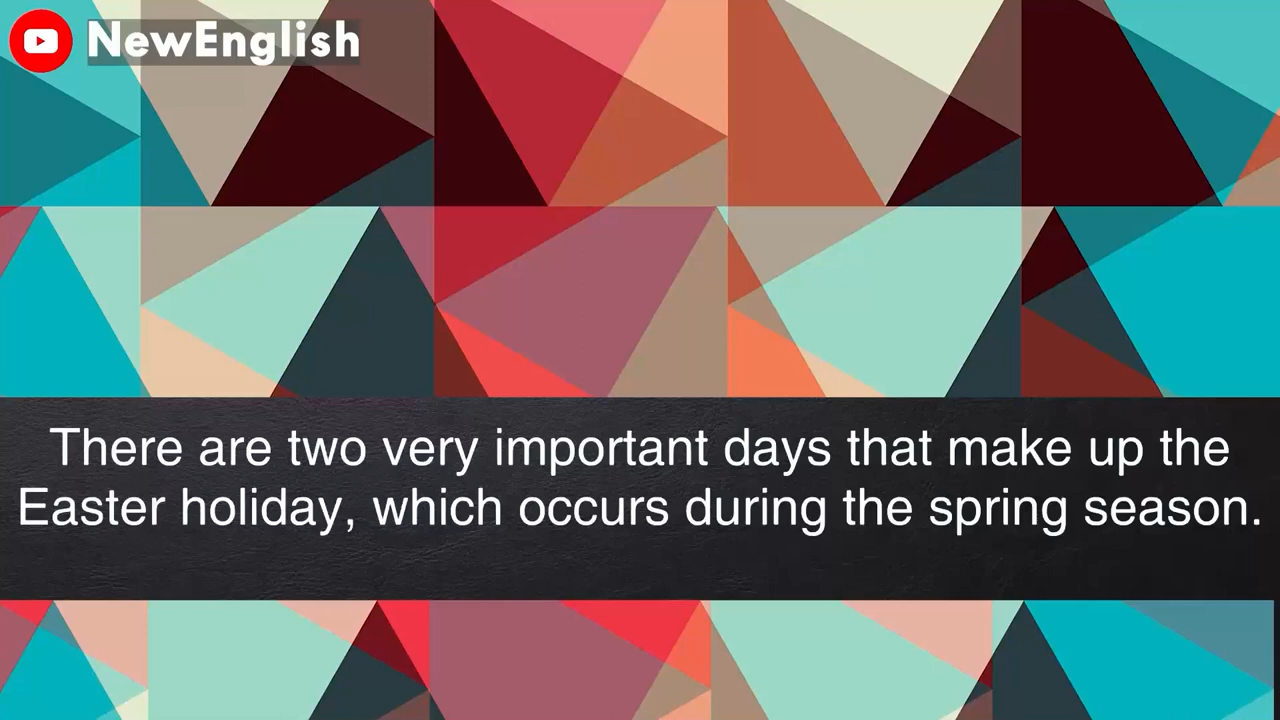 NewEnglish
There are two very important days that make up the
Easter holiday, which occurs during the spring season.